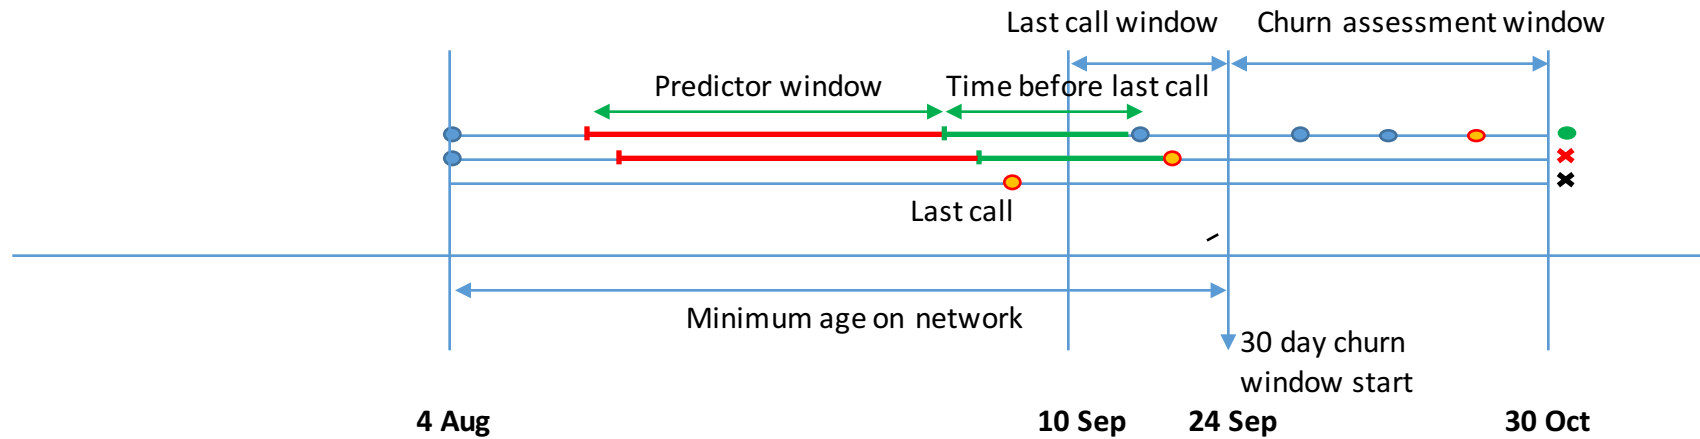 Last call window
Churn assessment window
Predictor window
Time before last call
Last call
Minimum age on network
30 day churn
window start
4 Aug
10 Sep
24 Sep
30 Oct